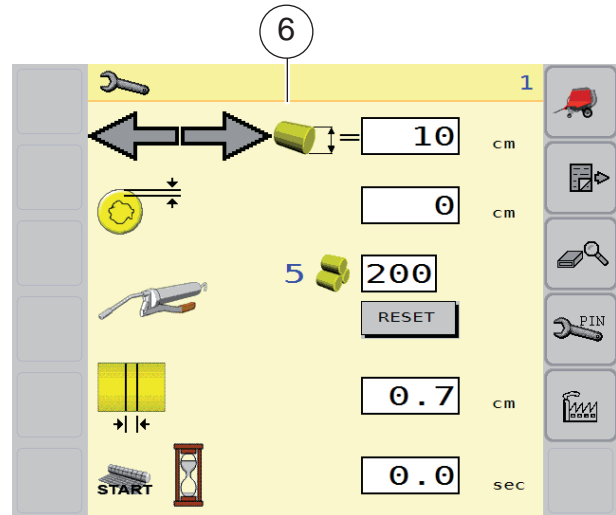 6
1
= 10 cm
0 cm
5 200
RESET
PIN
0.7 cm
START 0.0 sec